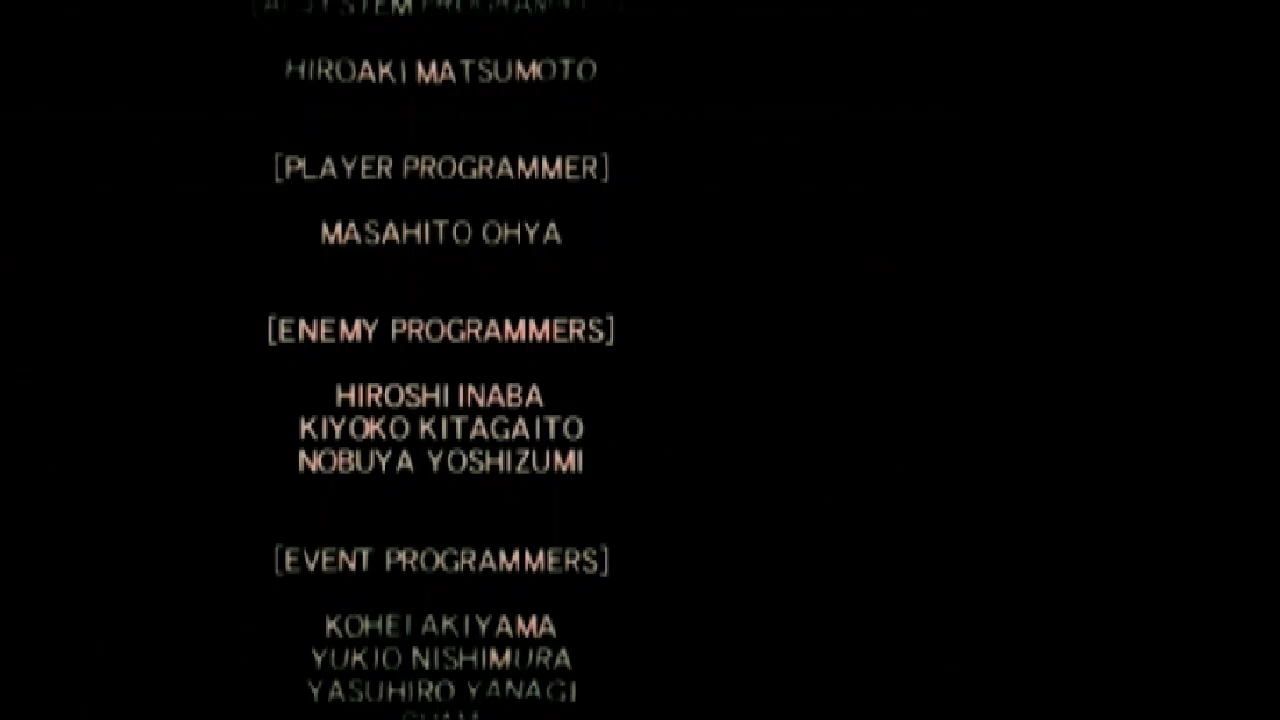 HIROAKI MATSUMOTO
[PLAYER PROGRAMMER]
MASAHITO OHYA
[ENEMY PROGRAMMERS]
HIROSHI INABA
KIYOKO KITAGAITO
NOBUYA YOSHIZUMI
[EVENT PROGRAMMERS]
KOHEI AKIYAMA
YUKIO NISHIMURA
YASUHIRO YANAGI